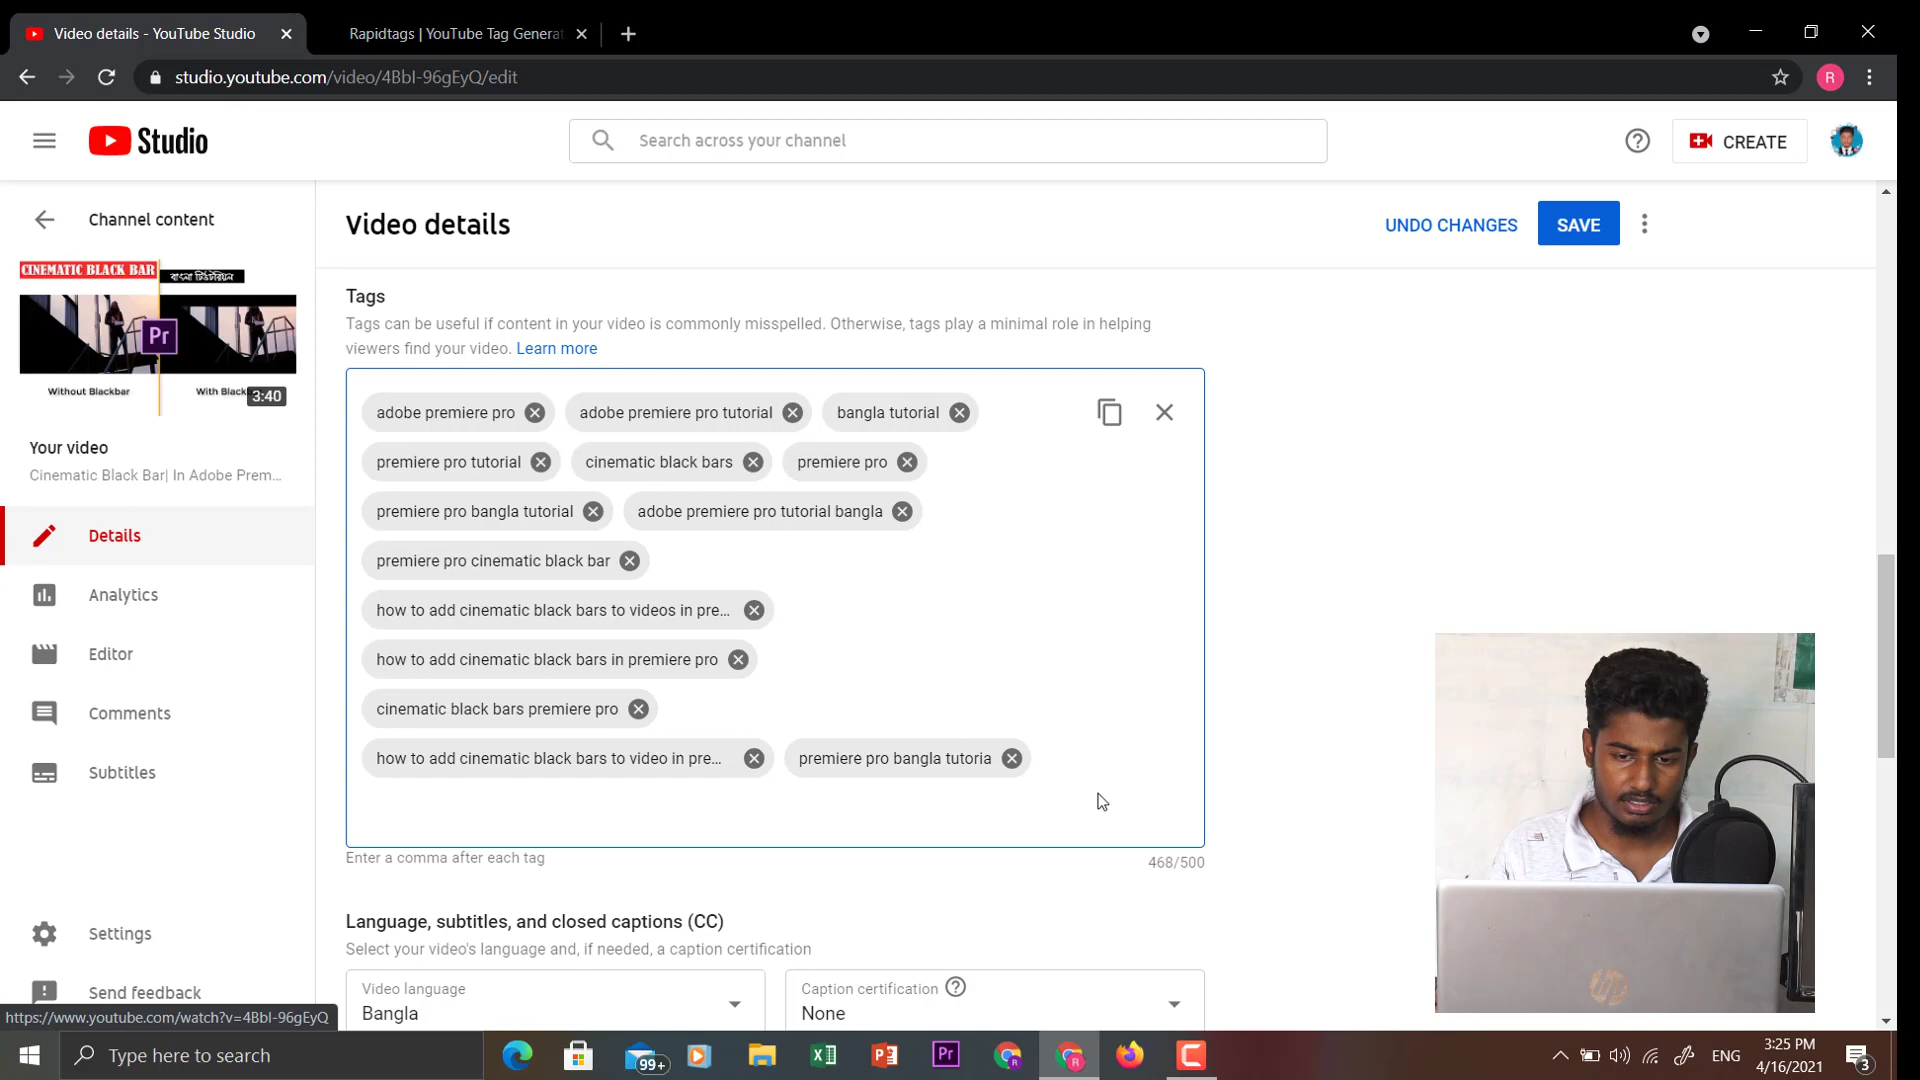 Video details - YouTube Studio
Rapidtags | YouTube Tag Generat
studio.youtube.com/video/4BbI-96gEyQ/edit
R
Studio
Search across your channel
CREATE
Channel content
Video details
UNDO CHANGES
SAVE
CINEMATIC BLACK BAR
বাংলা টিউটরিয়াল
Pr
Without Blackbar
With Black
3:40
Tags
Tags can be useful if content in your video is commonly misspelled. Otherwise, tags play a minimal role in helping
viewers find your video. Learn more
adobe premiere pro
adobe premiere pro tutorial
bangla tutorial
premiere pro tutorial
cinematic black bars
premiere pro
premiere pro bangla tutorial
adobe premiere pro tutorial bangla
premiere pro cinematic black bar
how to add cinematic black bars to videos in pre...
how to add cinematic black bars in premiere pro
cinematic black bars premiere pro
how to add cinematic black bars to video in pre...
premiere pro bangla tutoria
Enter a comma after each tag
468/500
Your video
Cinematic Black Bar| In Adobe Prem...
Details
Analytics
Editor
Comments
Subtitles
Settings
Send feedback
Language, subtitles, and closed captions (CC)
Select your video's language and, if needed, a caption certification
Video language
Bangla
Caption certification
None
https://www.youtube.com/watch?v=4BbI-96gEyQ
hp
Type here to search
99+
Pr
ENG
3:25 PM
4/16/2021
3